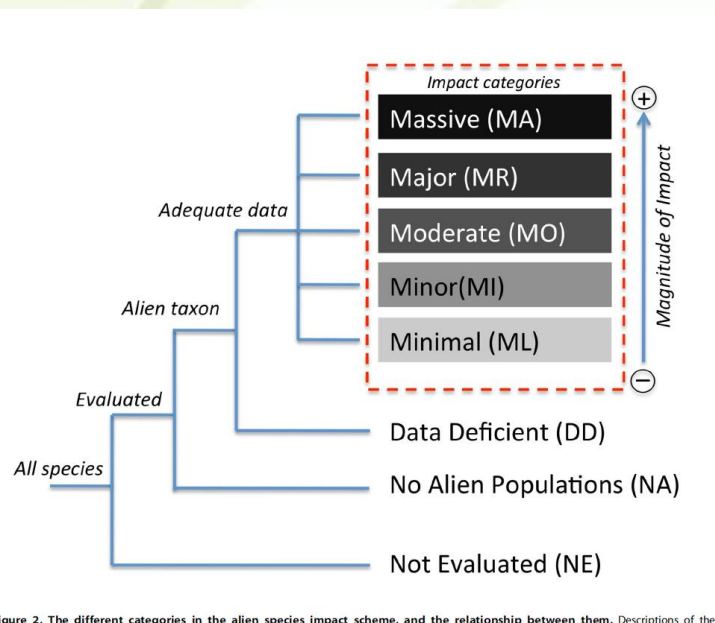 Impact categories
Massive (MA)
Major (MR)
Moderate (MO)
Minor(MI)
Minimal (ML)
+
Magnitude of Impact
−
Adequate data
Alien taxon
Evaluated
All species
Data Deficient (DD)
No Alien Populations (NA)
Not Evaluated (NE)
igure 2. The different categories in the alien species impact scheme, and the relationship between them. Descriptions of the